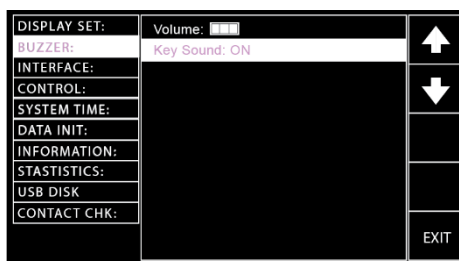 DISPLAY SET:
BUZZER:
INTERFACE:
CONTROL:
SYSTEM TIME:
DATA INIT:
INFORMATION:
STASTISTICS:
USB DISK
CONTACT CHK:
Volume:
Key Sound: ON
EXIT